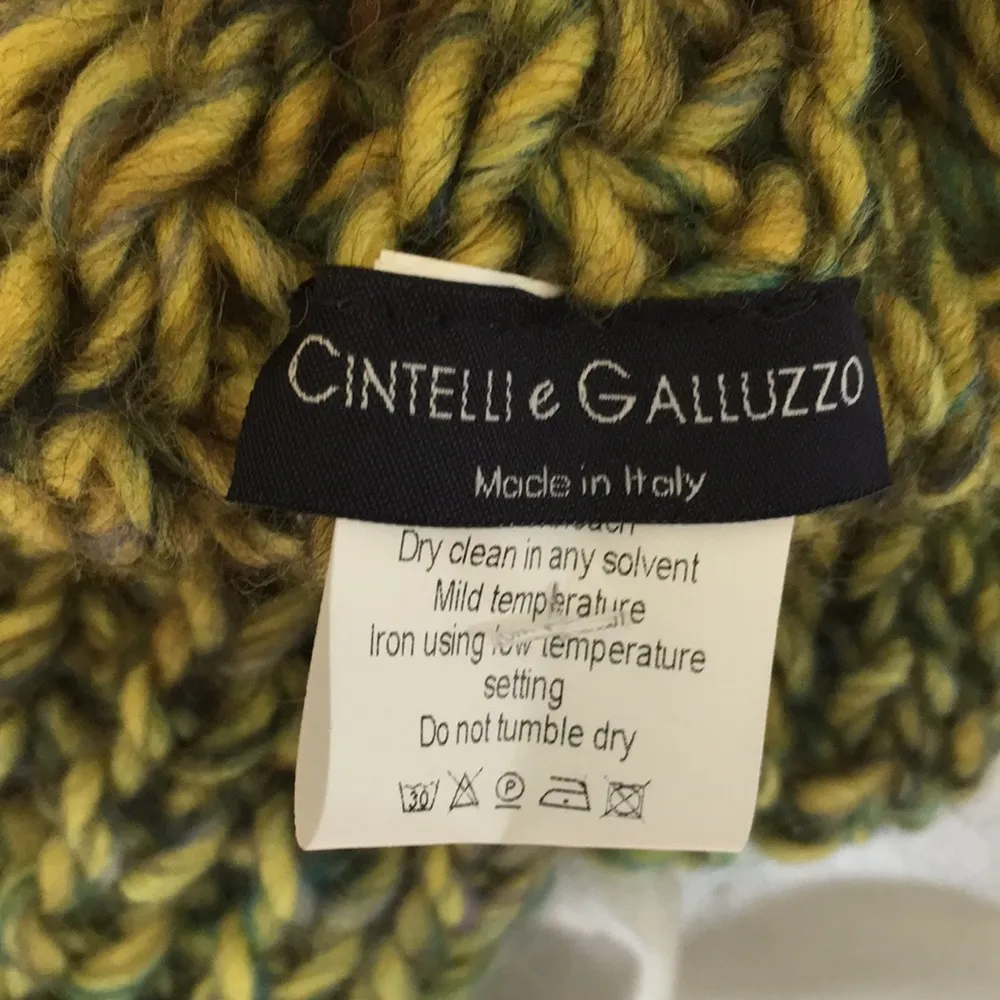 CINTELLI e GALLUZZO
Made in Italy
Dry clean in any solvent
Mild temperature
Iron using low temperature
setting
Do not tumble dry
30 P